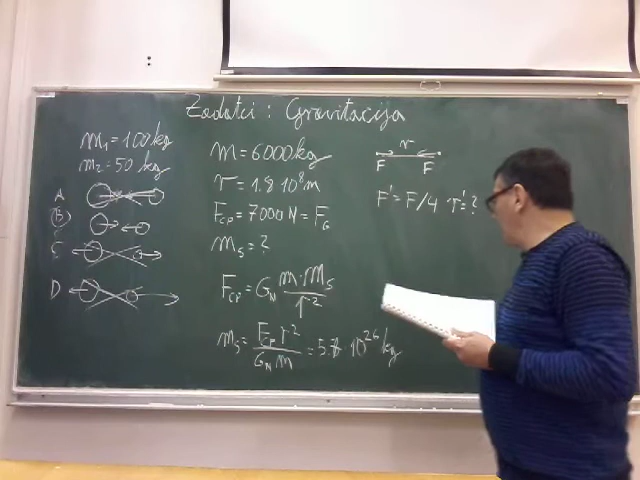 Zadatci : Gravitacija
m₁ = 100 kg
m₂ = 50 kg
A
B
C
D
m = 6000 kg
r = 1.8 10⁸ m
F_CP = 7000 N = F_G
m_S = ?
F_CP = G_N m · m_S / r²
m_S = F_CP r² / G_N m = 5.7 · 10²⁶ kg
r
F F
F' = F/4 r' = ?